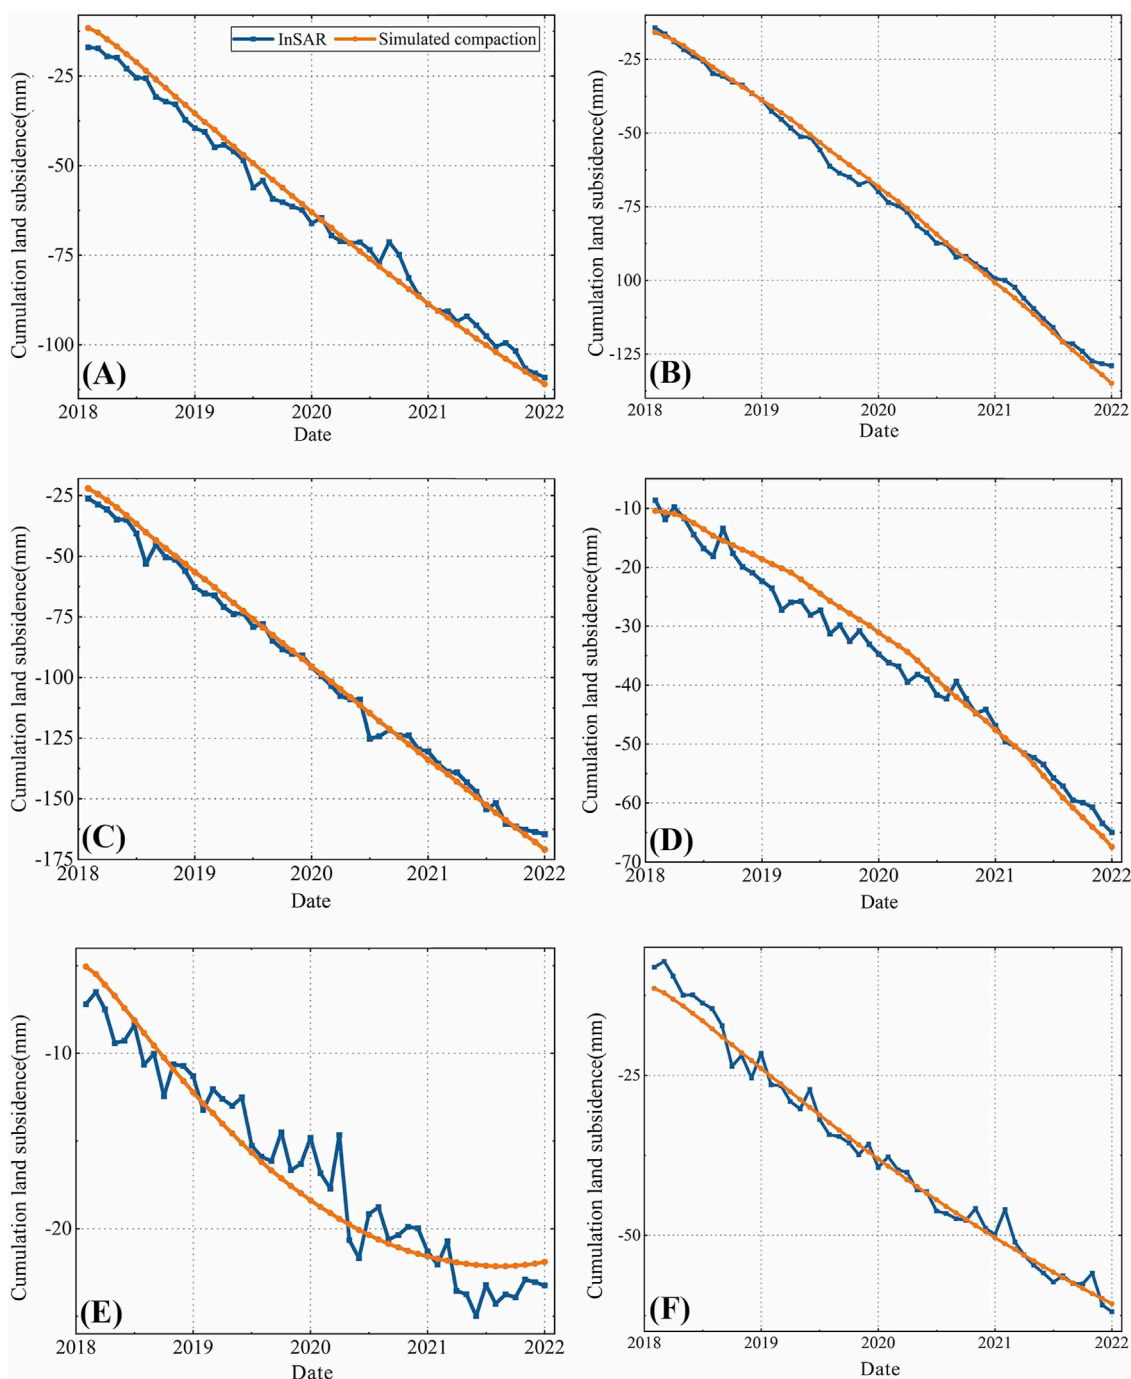 InSAR Simulated compaction
Cumulation land subsidence(mm)
-25
-50
-75
-100
(A)
2018 2019 2020 2021 2022
Date
Cumulation land subsidence(mm)
-25
-50
-75
100
-125
(B)
2018 2019 2020 2021 2022
Date
Cumulation land subsidence(mm)
-25
-50
-75
-100
-125
-150
-175
(C)
2018 2019 2020 2021 2022
Date
Cumulation land subsidence(mm)
-10
-20
-30
-40
-50
-60
-70
(D)
2018 2019 2020 2021 2022
Date
Cumulation land subsidence(mm)
-10
-20
(E)
2018 2019 2020 2021 2022
Date
Cumulation land subsidence(mm)
-25
-50
(F)
2018 2019 2020 2021 2022
Date